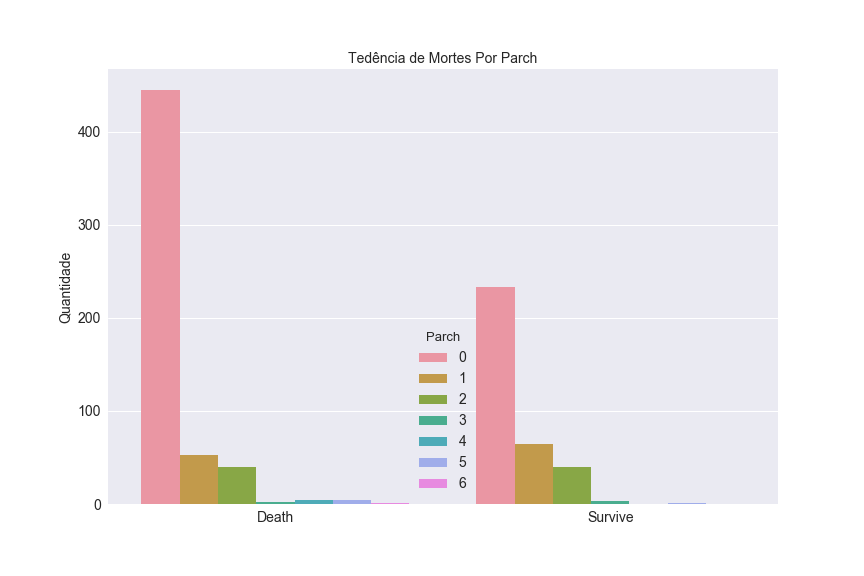 Tedência de Mortes Por Parch
Quantidade
400
300
200
100
0
Parch
0
1
2
3
4
5
6
Death
Survive